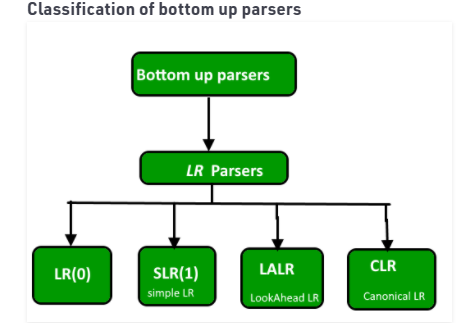 Classification of bottom up parsers
Bottom up parsers
LR Parsers
LR(0)
SLR(1)
simple LR
LALR
LookAhead LR
CLR
Canonical LR